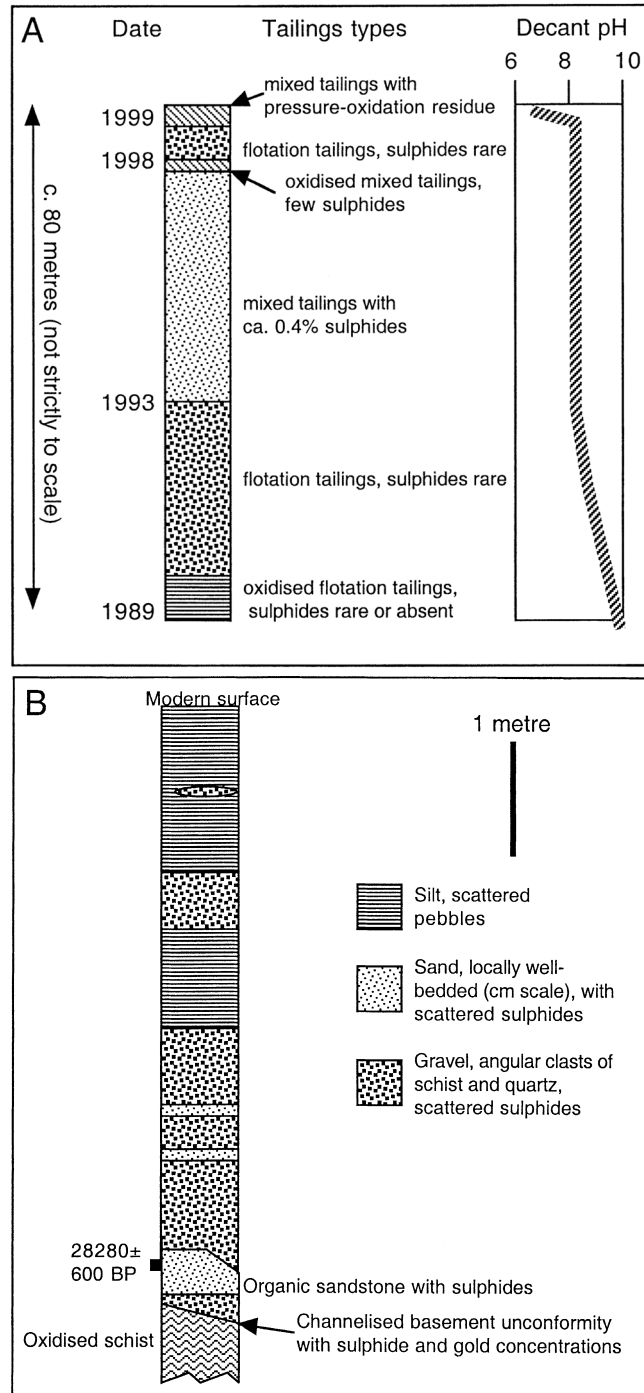 A
Date
Tailings types
Decant pH
6
8
10
mixed tailings with
pressure-oxidation residue
1999
flotation tailings, sulphides rare
1998
oxidised mixed tailings,
few sulphides
c. 80 metres (not strictly to scale)
mixed tailings with
ca. 0.4% sulphides
1993
flotation tailings, sulphides rare
oxidised flotation tailings,
sulphides rare or absent
1989
B
Modern surface
1 metre
Silt, scattered
pebbles
Sand, locally well-
bedded (cm scale), with
scattered sulphides
Gravel, angular clasts of
schist and quartz,
scattered sulphides
28280±
600 BP
Organic sandstone with sulphides
Channelised basement unconformity
with sulphide and gold concentrations
Oxidised schist